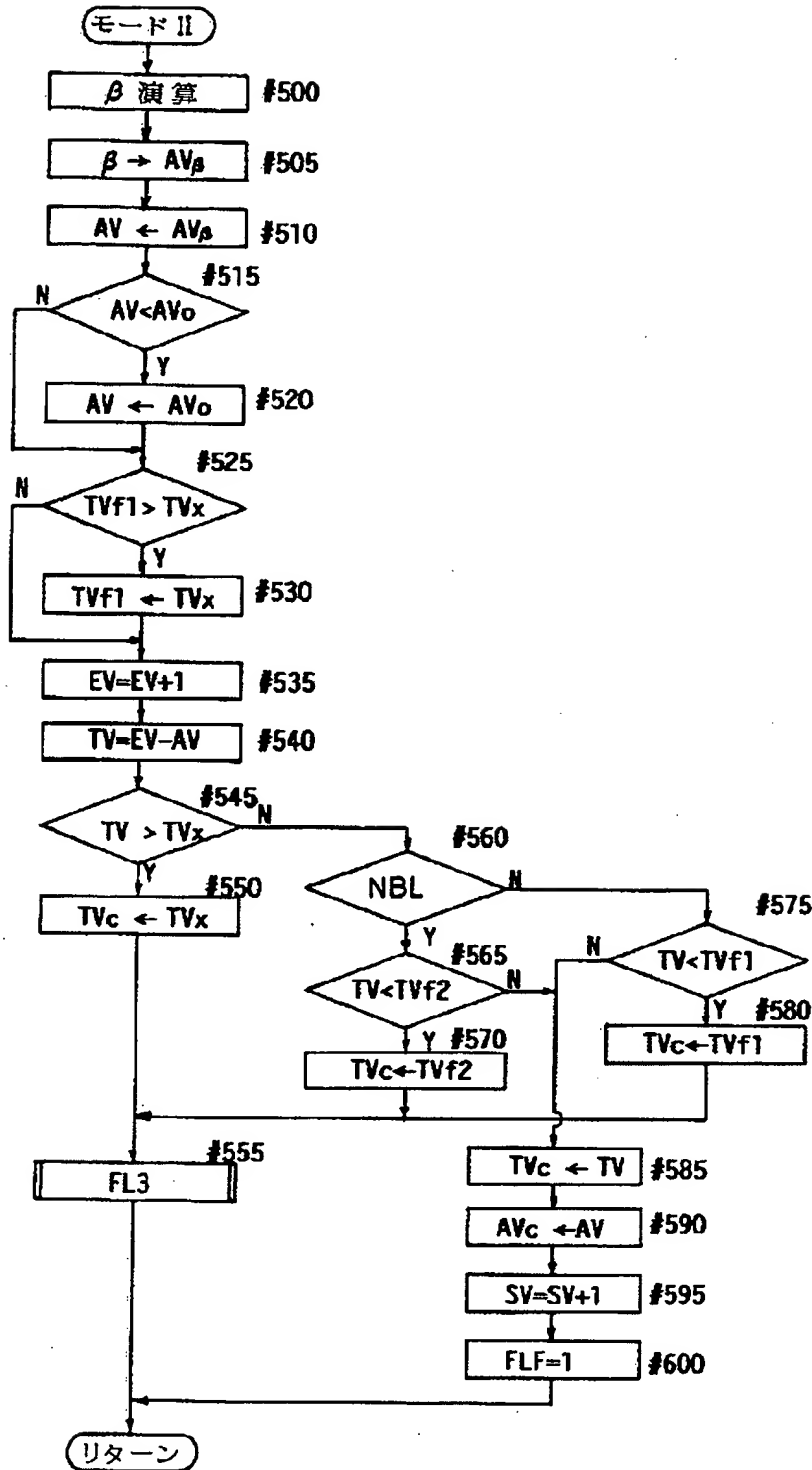 モード II
β 演算 #500
β → AVβ #505
AV ← AVβ #510
#515
N
AV<AVo
Y
AV ← AVo #520
#525
N
TVf1 > TVx
Y
TVf1 ← TVx #530
EV=EV+1 #535
TV=EV-AV #540
#545
TV > TVx
N
Y
#560
NBL
N
Y
#550
TVc ← TVx
#565
TV<TVf2
N
Y
#575
N
TV<TVf1
Y
#570
TVc←TVf2
#580
TVc←TVf1
#555
FL3
TVc ← TV #585
AVc ←AV #590
SV=SV+1 #595
FLF=1 #600
リターン